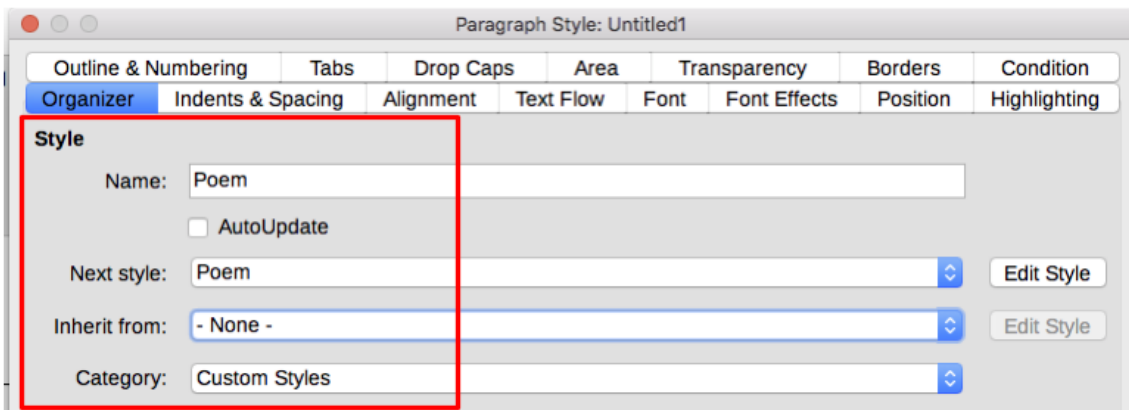 Paragraph Style: Untitled1
Outline & Numbering Tabs Drop Caps Area Transparency Borders Condition
Organizer Indents & Spacing Alignment Text Flow Font Font Effects Position Highlighting
Style
Name: Poem
AutoUpdate
Next style: Poem Edit Style
Inherit from: - None - Edit Style
Category: Custom Styles